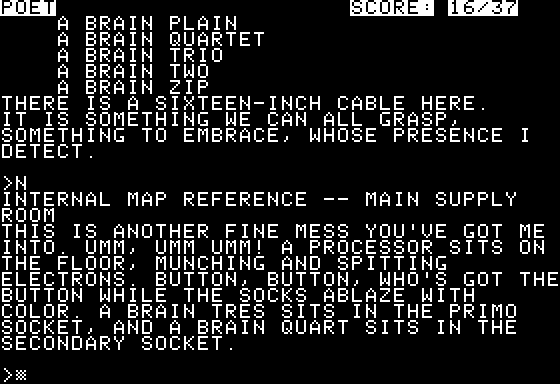 POET SCORE: 16/37
A BRAIN PLAIN
A BRAIN QUARTET
A BRAIN TRIO
A BRAIN TWO
A BRAIN ZIP
THERE IS A SIXTEEN-INCH CABLE HERE.
IT IS SOMETHING WE CAN ALL GRASP,
SOMETHING TO EMBRACE, WHOSE PRESENCE I
DETECT.
>N
INTERNAL MAP REFERENCE -- MAIN SUPPLY
ROOM
THIS IS ANOTHER FINE MESS YOU'VE GOT ME
INTO. UMM, UMM UMM! A PROCESSOR SITS ON
THE FLOOR, MUNCHING AND SPITTING
ELECTRONS. BUTTON, BUTTON, WHO'S GOT THE
BUTTON WHILE THE SOCKS ABLAZE WITH
COLOR. A BRAIN TRES SITS IN THE PRIMO
SOCKET, AND A BRAIN QUART SITS IN THE
SECONDARY SOCKET.
>